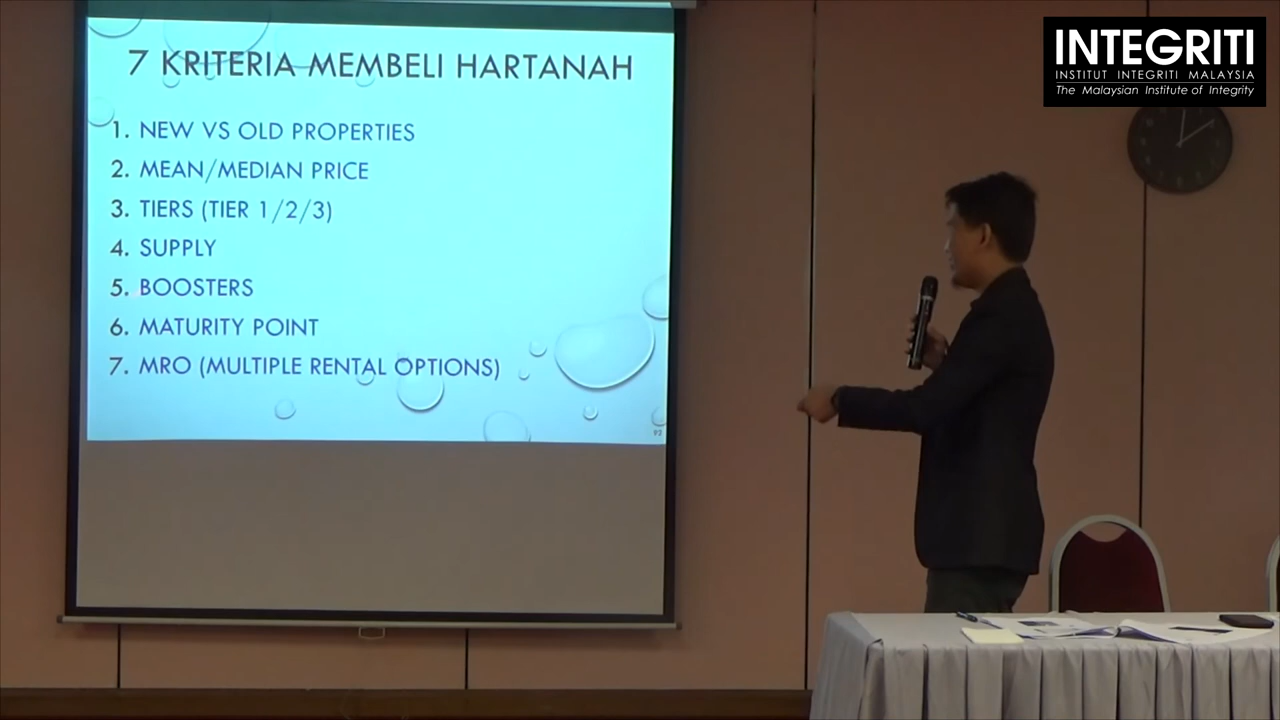 7 KRITERIA MEMBELI HARTANAH
1. NEW VS OLD PROPERTIES
2. MEAN/MEDIAN PRICE
3. TIERS (TIER 1/2/3)
4. SUPPLY
5. BOOSTERS
6. MATURITY POINT
7. MRO (MULTIPLE RENTAL OPTIONS)
92
INTEGRITI
INSTITUT INTEGRITI MALAYSIA
The Malaysian Institute of Integrity